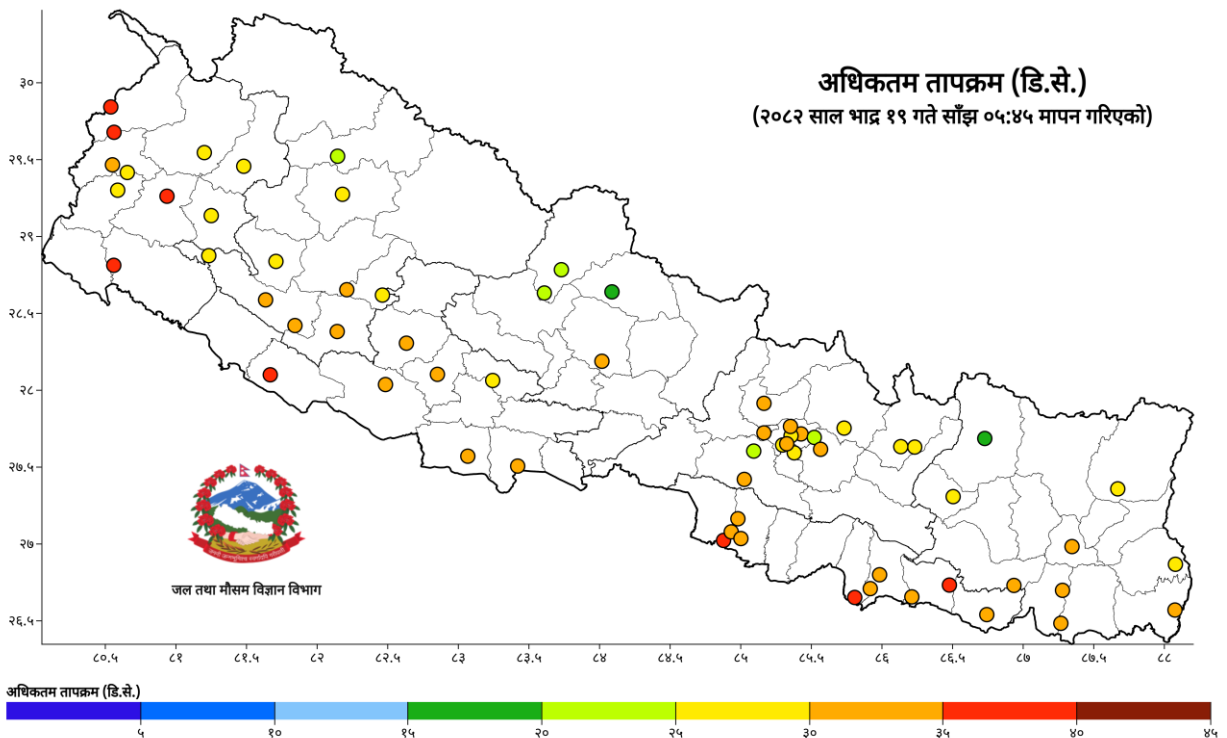 अधिकतम तापक्रम (डि.से.)
(२०८२ साल भाद्र १९ गते साँझ ०५:४५ मापन गरिएको)
३०
२९.५
२९
२८.५
२८
२७.५
२७
२६.५
जल तथा मौसम विज्ञान विभाग
८०.५ ८१ ८१.५ ८२ ८२.५ ८३ ८३.५ ८४ ८४.५ ८५ ८५.५ ८६ ८६.५ ८७ ८७.५ ८८
अधिकतम तापक्रम (डि.से.)
५ १० १५ २० २५ ३० ३५ ४० ४५